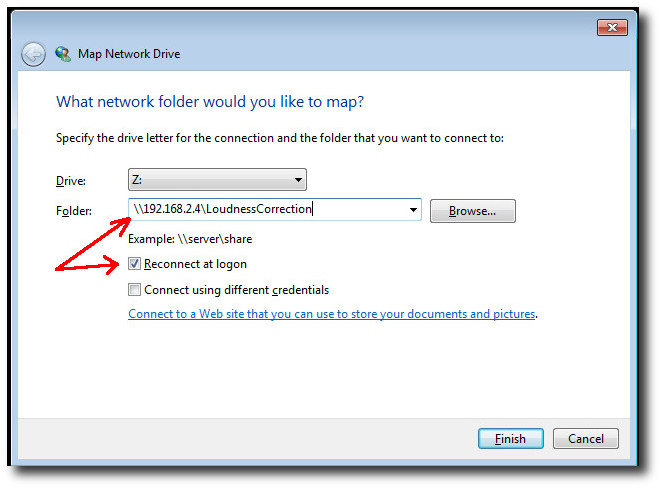 Map Network Drive
What network folder would you like to map?
Specify the drive letter for the connection and the folder that you want to connect to:
Drive: Z:
Folder: \\192.168.2.4\LoudnessCorrection Browse...
Example: \\server\share
Reconnect at logon
Connect using different credentials
Connect to a Web site that you can use to store your documents and pictures.
Finish Cancel